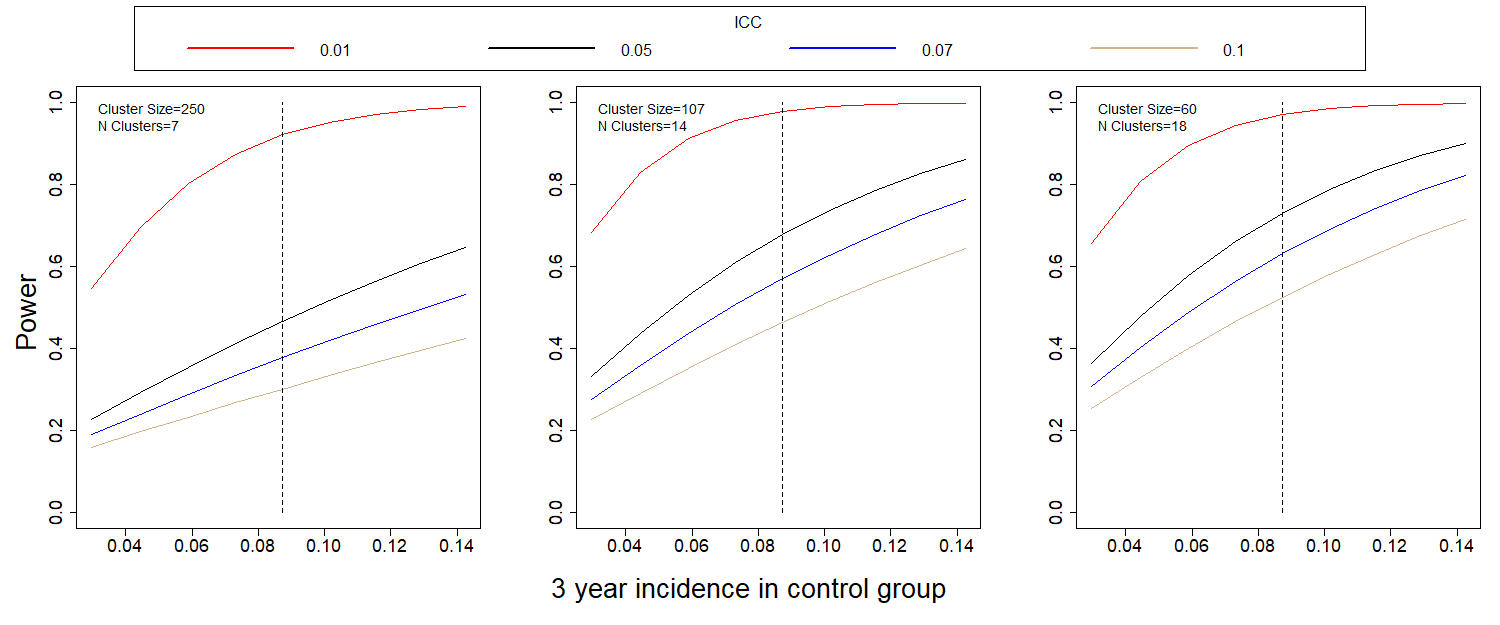 ICC
0.01 0.05 0.07 0.1
Cluster Size=250
N Clusters=7
Cluster Size=107
N Clusters=14
Cluster Size=60
N Clusters=18
Power
1.0
0.8
0.6
0.4
0.2
0.0
0.04 0.06 0.08 0.10 0.12 0.14
1.0
0.8
0.6
0.4
0.2
0.0
0.04 0.06 0.08 0.10 0.12 0.14
1.0
0.8
0.6
0.4
0.2
0.0
0.04 0.06 0.08 0.10 0.12 0.14
3 year incidence in control group